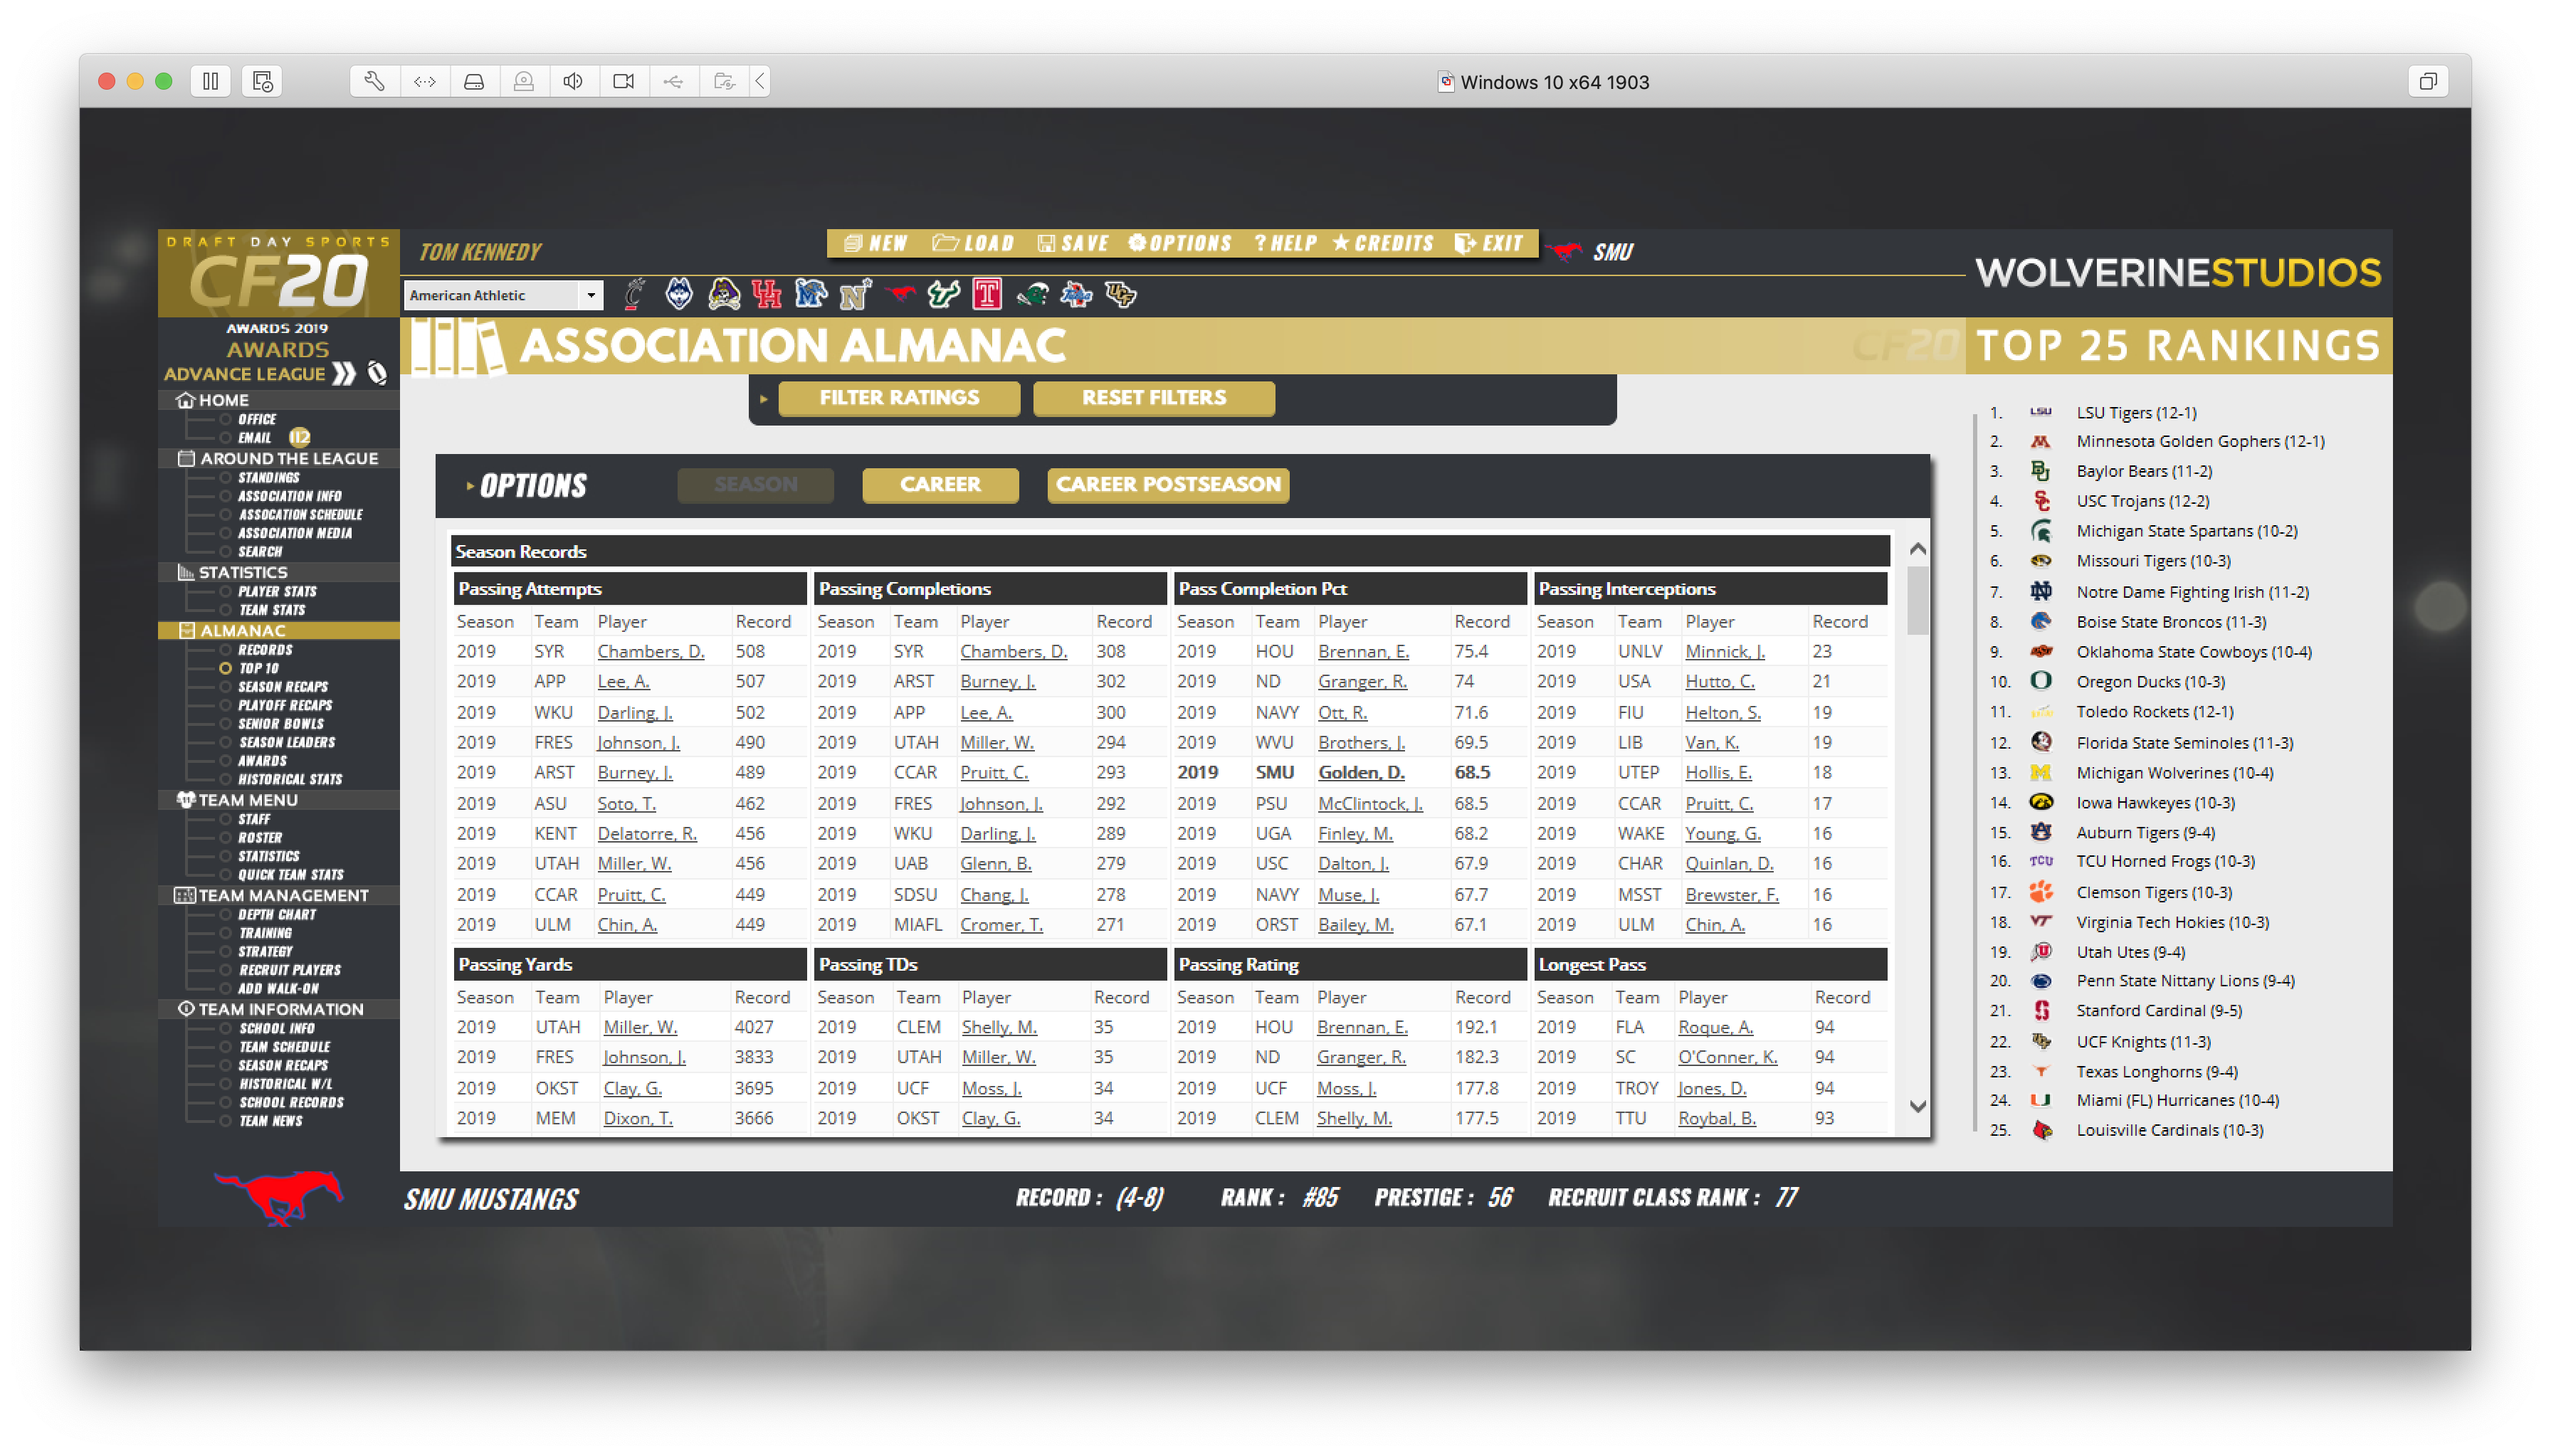 Windows 10 x64 1903
DRAFT DAY SPORTS
CF20
TOM KENNEDY
NEW LOAD SAVE OPTIONS ? HELP CREDITS EXIT
SMU
WOLVERINESTUDIOS
American Athletic
AWARDS 2019
AWARDS
ADVANCE LEAGUE
ASSOCIATION ALMANAC
CF20
TOP 25 RANKINGS
FILTER RATINGS RESET FILTERS
HOME
OFFICE
EMAIL 112
AROUND THE LEAGUE
STANDINGS
ASSOCIATION INFO
ASSOCATION SCHEDULE
ASSOCIATION MEDIA
SEARCH
STATISTICS
PLAYER STATS
TEAM STATS
ALMANAC
RECORDS
TOP 10
SEASON RECAPS
PLAYOFF RECAPS
SENIOR BOWLS
SEASON LEADERS
AWARDS
HISTORICAL STATS
TEAM MENU
STAFF
ROSTER
STATISTICS
QUICK TEAM STATS
TEAM MANAGEMENT
DEPTH CHART
TRAINING
STRATEGY
RECRUIT PLAYERS
ADD WALK-ON
TEAM INFORMATION
SCHOOL INFO
TEAM SCHEDULE
SEASON RECAPS
HISTORICAL W/L
SCHOOL RECORDS
TEAM NEWS
OPTIONS SEASON CAREER CAREER POSTSEASON
Season Records
Passing Attempts Passing Completions Pass Completion Pct Passing Interceptions
Season Team Player Record Season Team Player Record Season Team Player Record Season Team Player Record
2019 SYR Chambers, D. 508 2019 SYR Chambers, D. 308 2019 HOU Brennan, E. 75.4 2019 UNLV Minnick, J. 23
2019 APP Lee, A. 507 2019 ARST Burney, J. 302 2019 ND Granger, R. 74 2019 USA Hutto, C. 21
2019 WKU Darling, J. 502 2019 APP Lee, A. 300 2019 NAVY Ott, R. 71.6 2019 FIU Helton, S. 19
2019 FRES Johnson, J. 490 2019 UTAH Miller, W. 294 2019 WVU Brothers, J. 69.5 2019 LIB Van, K. 19
2019 ARST Burney, J. 489 2019 CCAR Pruitt, C. 293 2019 SMU Golden, D. 68.5 2019 UTEP Hollis, E. 18
2019 ASU Soto, T. 462 2019 FRES Johnson, J. 292 2019 PSU McClintock, J. 68.5 2019 CCAR Pruitt, C. 17
2019 KENT Delatorre, R. 456 2019 WKU Darling, J. 289 2019 UGA Finley, M. 68.2 2019 WAKE Young, G. 16
2019 UTAH Miller, W. 456 2019 UAB Glenn, B. 279 2019 USC Dalton, J. 67.9 2019 CHAR Quinlan, D. 16
2019 CCAR Pruitt, C. 449 2019 SDSU Chang, J. 278 2019 NAVY Muse, J. 67.7 2019 MSST Brewster, F. 16
2019 ULM Chin, A. 449 2019 MIAFL Cromer, T. 271 2019 ORST Bailey, M. 67.1 2019 ULM Chin, A. 16
Passing Yards Passing TDs Passing Rating Longest Pass
Season Team Player Record Season Team Player Record Season Team Player Record Season Team Player Record
2019 UTAH Miller, W. 4027 2019 CLEM Shelly, M. 35 2019 HOU Brennan, E. 192.1 2019 FLA Roque, A. 94
2019 FRES Johnson, J. 3833 2019 UTAH Miller, W. 35 2019 ND Granger, R. 182.3 2019 SC O'Conner, K. 94
2019 OKST Clay, G. 3695 2019 UCF Moss, J. 34 2019 UCF Moss, J. 177.8 2019 TROY Jones, D. 94
2019 MEM Dixon, T. 3666 2019 OKST Clay, G. 34 2019 CLEM Shelly, M. 177.5 2019 TTU Roybal, B. 93
1. LSU LSU Tigers (12-1)
2. Minnesota Golden Gophers (12-1)
3. Baylor Bears (11-2)
4. USC Trojans (12-2)
5. Michigan State Spartans (10-2)
6. Missouri Tigers (10-3)
7. Notre Dame Fighting Irish (11-2)
8. Boise State Broncos (11-3)
9. Oklahoma State Cowboys (10-4)
10. Oregon Ducks (10-3)
11. Toledo Rockets (12-1)
12. Florida State Seminoles (11-3)
13. Michigan Wolverines (10-4)
14. Iowa Hawkeyes (10-3)
15. Auburn Tigers (9-4)
16. TCU TCU Horned Frogs (10-3)
17. Clemson Tigers (10-3)
18. Virginia Tech Hokies (10-3)
19. Utah Utes (9-4)
20. Penn State Nittany Lions (9-4)
21. Stanford Cardinal (9-5)
22. UCF Knights (11-3)
23. Texas Longhorns (9-4)
24. Miami (FL) Hurricanes (10-4)
25. Louisville Cardinals (10-3)
SMU MUSTANGS RECORD : (4-8) RANK : #85 PRESTIGE : 56 RECRUIT CLASS RANK : 77